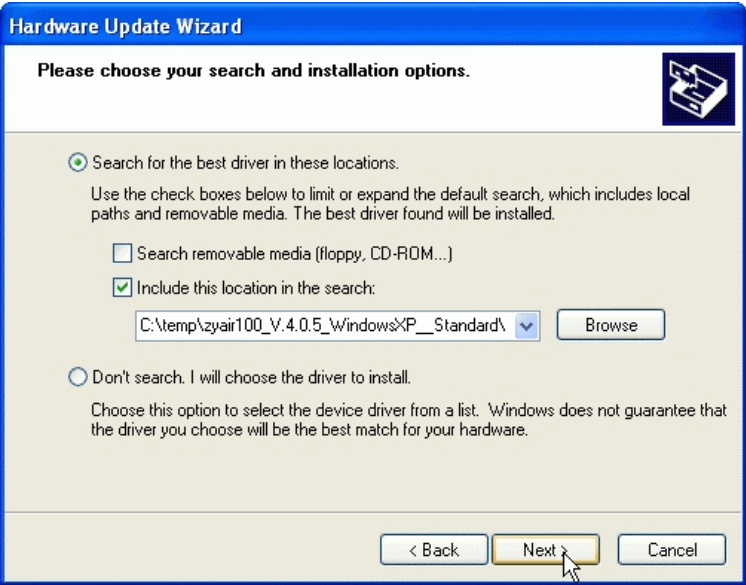 Hardware Update Wizard
Please choose your search and installation options.
Search for the best driver in these locations.
Use the check boxes below to limit or expand the default search, which includes local
paths and removable media. The best driver found will be installed.
Search removable media (floppy, CD-ROM...)
Include this location in the search:
C:\temp\zyair100_V.4.0.5_WindowsXP__Standard\
Browse
Don't search. I will choose the driver to install.
Choose this option to select the device driver from a list. Windows does not guarantee that
the driver you choose will be the best match for your hardware.
< Back
Next >
Cancel